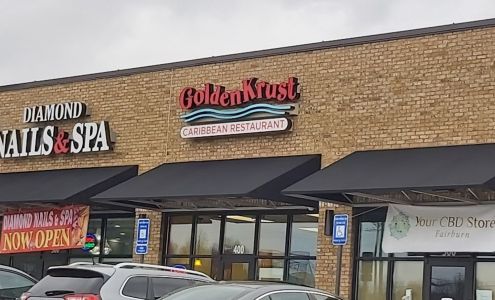 DIAMOND
NAILS & SPA
GoldenKrust
CARIBBEAN RESTAURANT
DIAMOND NAILS & SPA
NOW OPEN
400
Your CBD Store
Fairburn